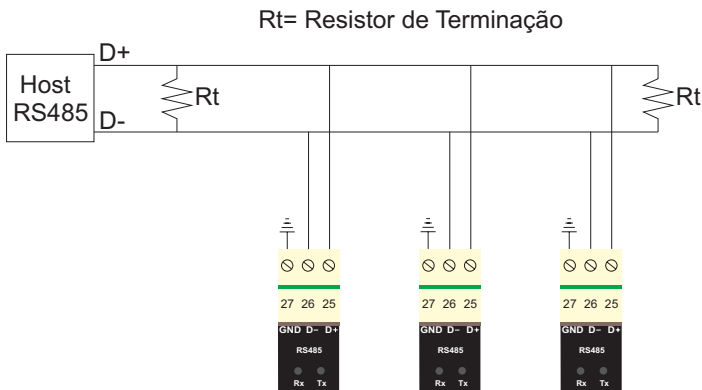 Rt= Resistor de Terminação
D+
Host
RS485
Rt
Rt
D-
27 26 25
GND D- D+
RS485
Rx Tx
27 26 25
GND D- D+
RS485
Rx Tx
27 26 25
GND D- D+
RS485
Rx Tx